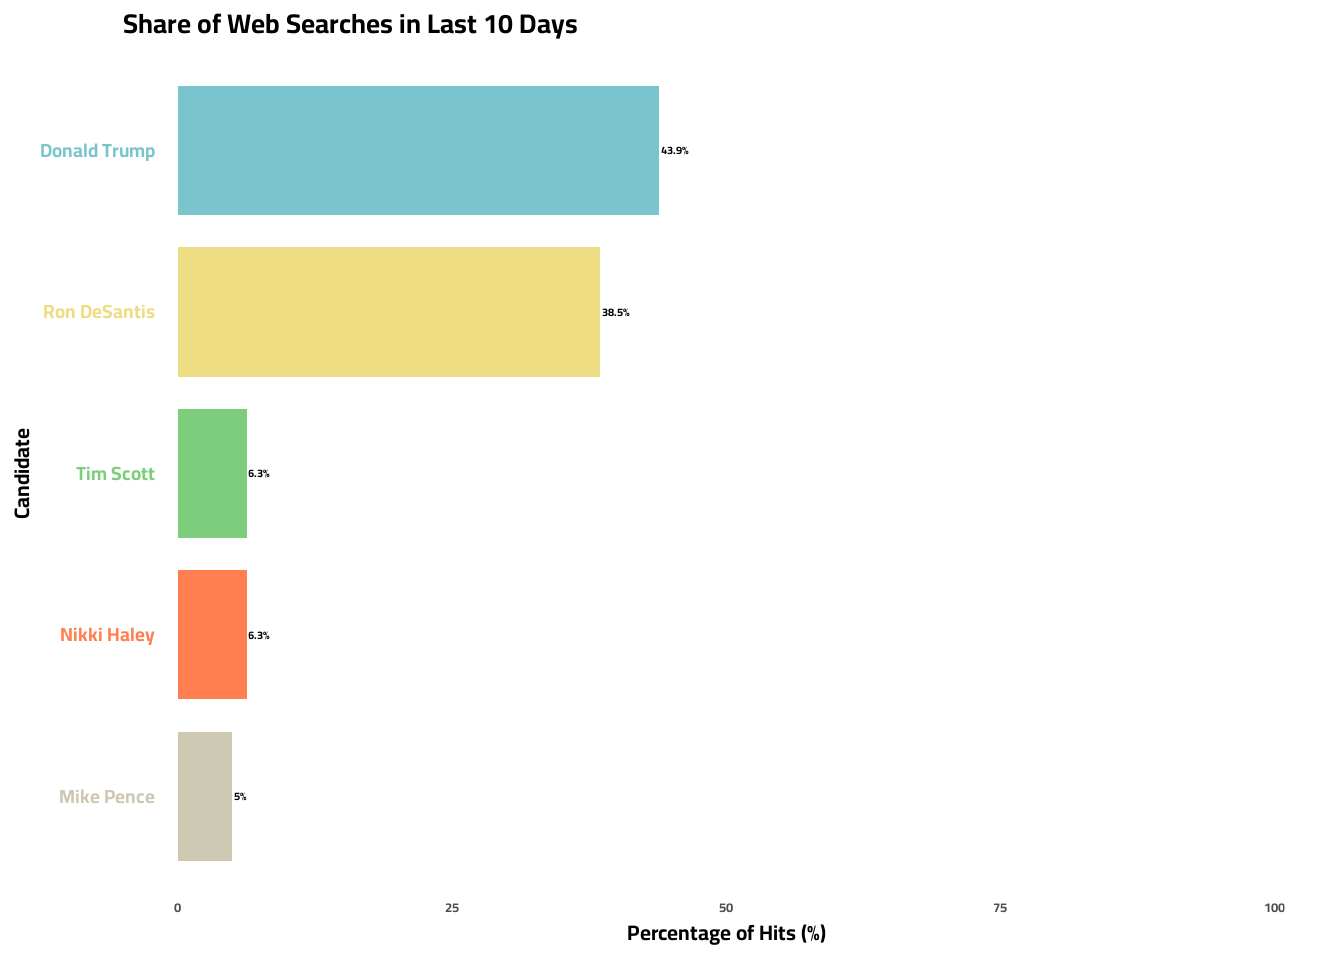 Share of Web Searches in Last 10 Days
Donald Trump
43.9%
Ron DeSantis
38.5%
Tim Scott
6.3%
Nikki Haley
6.3%
Mike Pence
5%
Candidate
0 25 50 75 100
Percentage of Hits (%)